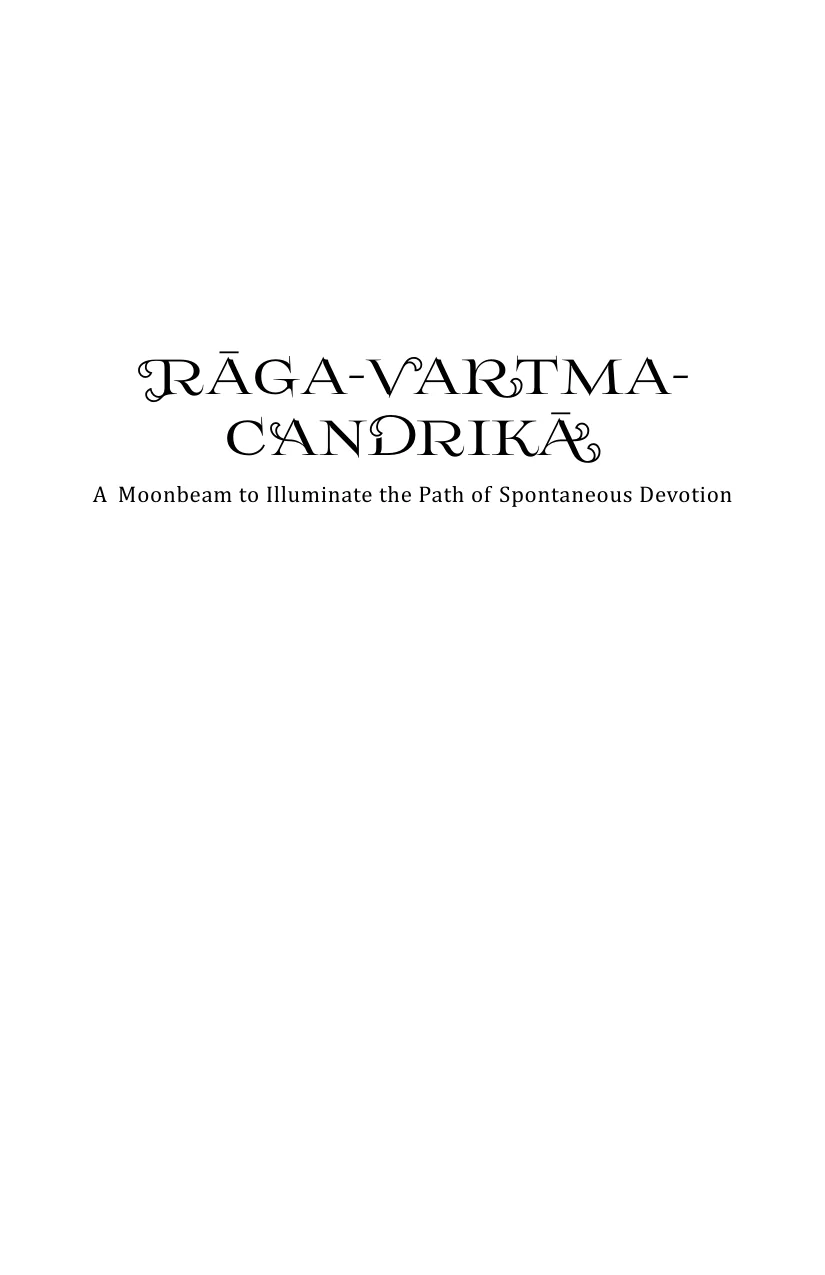 RĀGA-VARTMA-
CANDRIKĀ
A Moonbeam to Illuminate the Path of Spontaneous Devotion